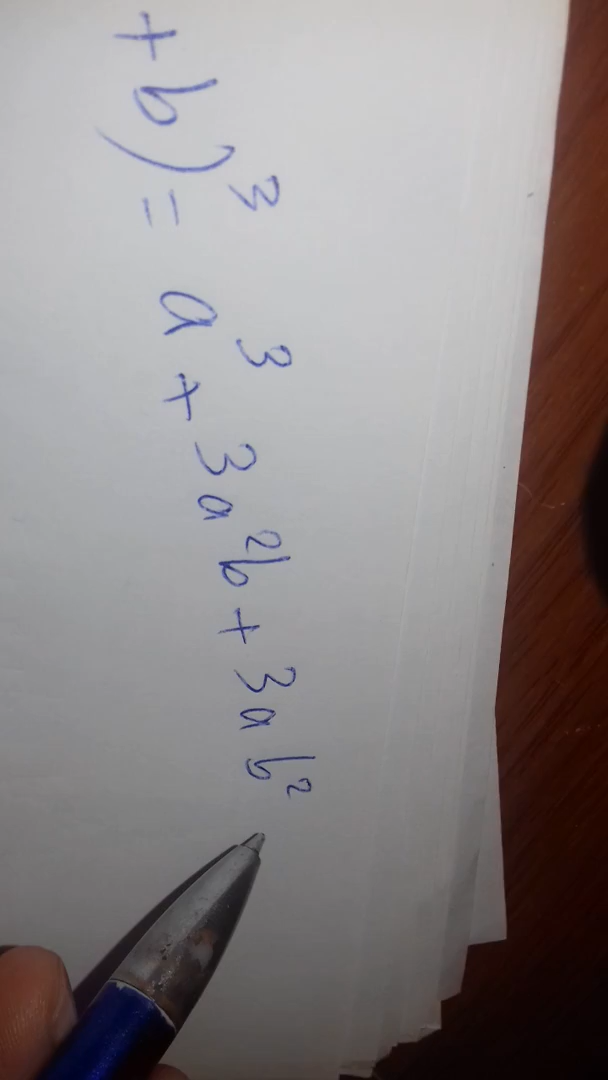 +b)³ = a³ + 3a²b + 3ab²